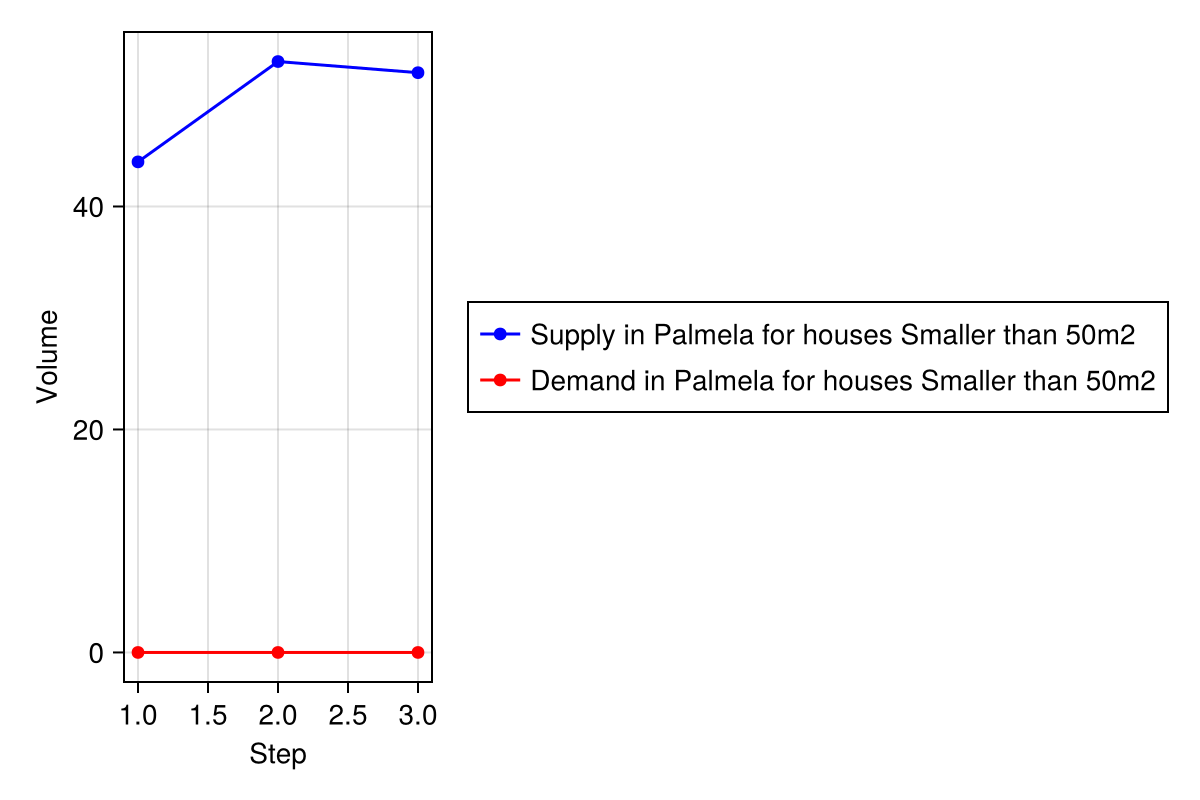 Volume
40
20
0
1.0 1.5 2.0 2.5 3.0
Step
Supply in Palmela for houses Smaller than 50m2
Demand in Palmela for houses Smaller than 50m2